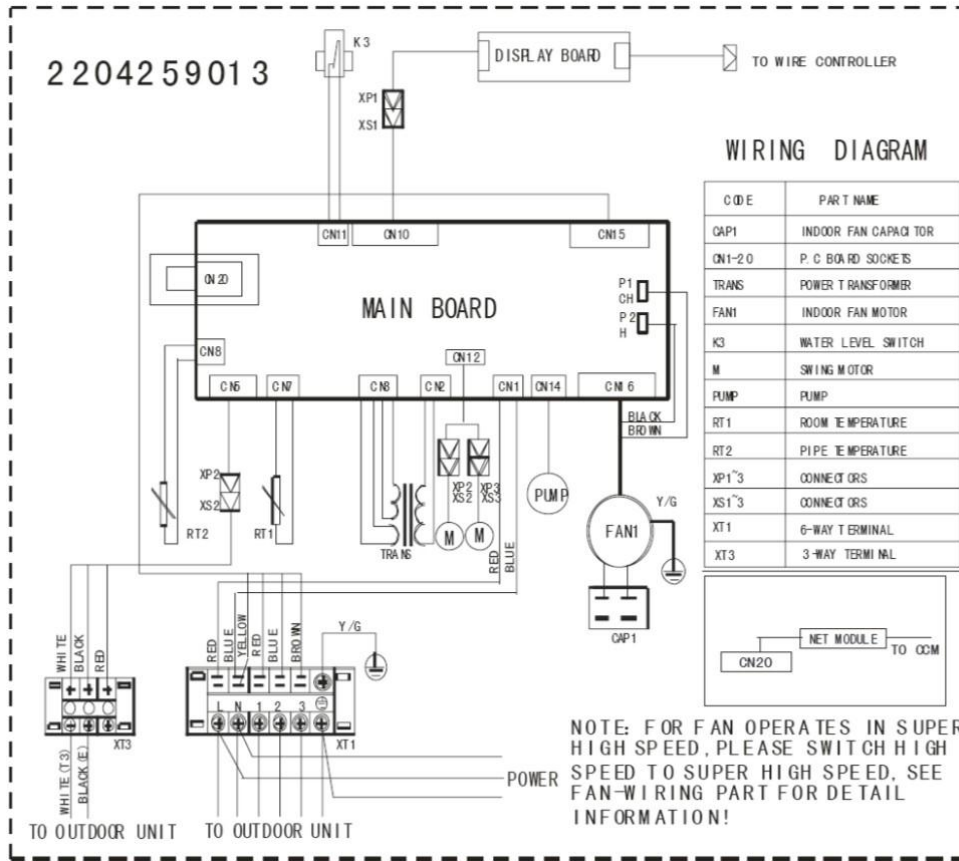 2204259013
K3
DISPLAY BOARD
TO WIRE CONTROLLER
XP1
XS1
WIRING DIAGRAM
CODE PART NAME
CAP1 INDOOR FAN CAPACITOR
CN1-20 P.C BOARD SOCKETS
TRANS POWER TRANSFORMER
FAN1 INDOOR FAN MOTOR
K3 WATER LEVEL SWITCH
M SWING MOTOR
PUMP PUMP
RT1 ROOM TEMPERATURE
RT2 PIPE TEMPERATURE
XP1~3 CONNECTORS
XS1~3 CONNECTORS
XT1 6-WAY TERMINAL
XT3 3-WAY TERMINAL
CN11 CN10 CN15
CN20
MAIN BOARD
P1
CH
P2
H
CN8
CN12
CN5 CN7 CN8 CN2 CN1 CN14 CN16
BLACK
BROWN
XP2
XS2
RT2
RT1
TRANS
XP2 XP3
XS2 XS3
M M
RED
BLUE
PUMP
FAN1
Y/G
CAP1
NET MODULE
CN20
TO CCM
WHITE
BLACK
RED
RED
BLUE
YELLOW
RED
BLUE
BROWN
Y/G
L N 1 2 3
XT3
XT1
WHITE(T3)
BLACK(E)
POWER
TO OUTDOOR UNIT
TO OUTDOOR UNIT
NOTE: FOR FAN OPERATES IN SUPER
HIGH SPEED, PLEASE SWITCH HIGH
SPEED TO SUPER HIGH SPEED, SEE
FAN-WIRING PART FOR DETAIL
INFORMATION!